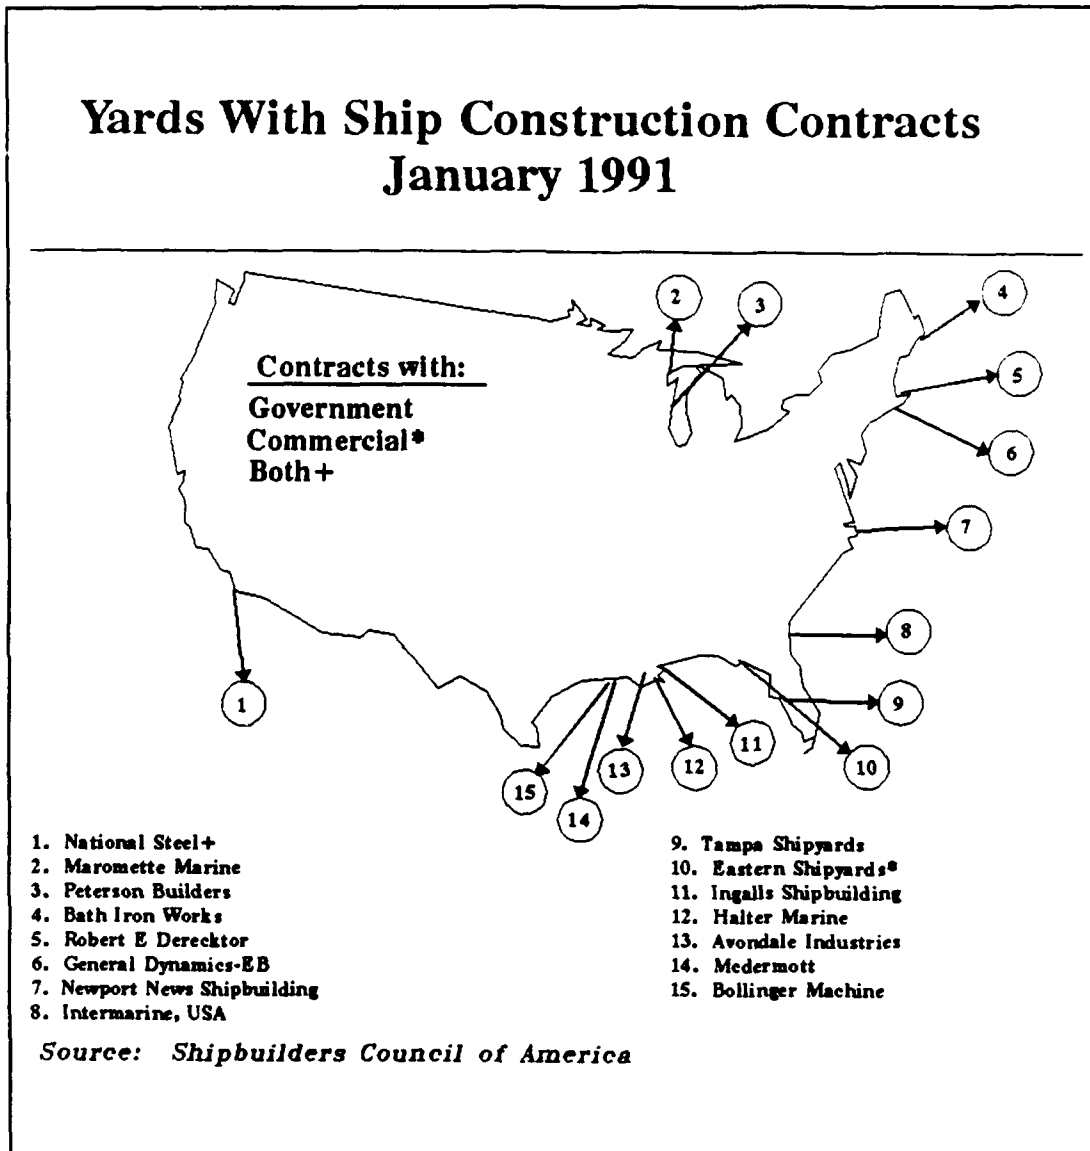 Yards With Ship Construction Contracts
January 1991
2
3
4
Contracts with:
Government
Commercial*
Both+
5
6
7
8
1
9
10
11
12
13
14
15
1. National Steel+
2. Maromette Marine
3. Peterson Builders
4. Bath Iron Works
5. Robert E Derecktor
6. General Dynamics-EB
7. Newport News Shipbuilding
8. Intermarine, USA
9. Tampa Shipyards
10. Eastern Shipyards*
11. Ingalls Shipbuilding
12. Halter Marine
13. Avondale Industries
14. Mcdermott
15. Bollinger Machine
Source: Shipbuilders Council of America